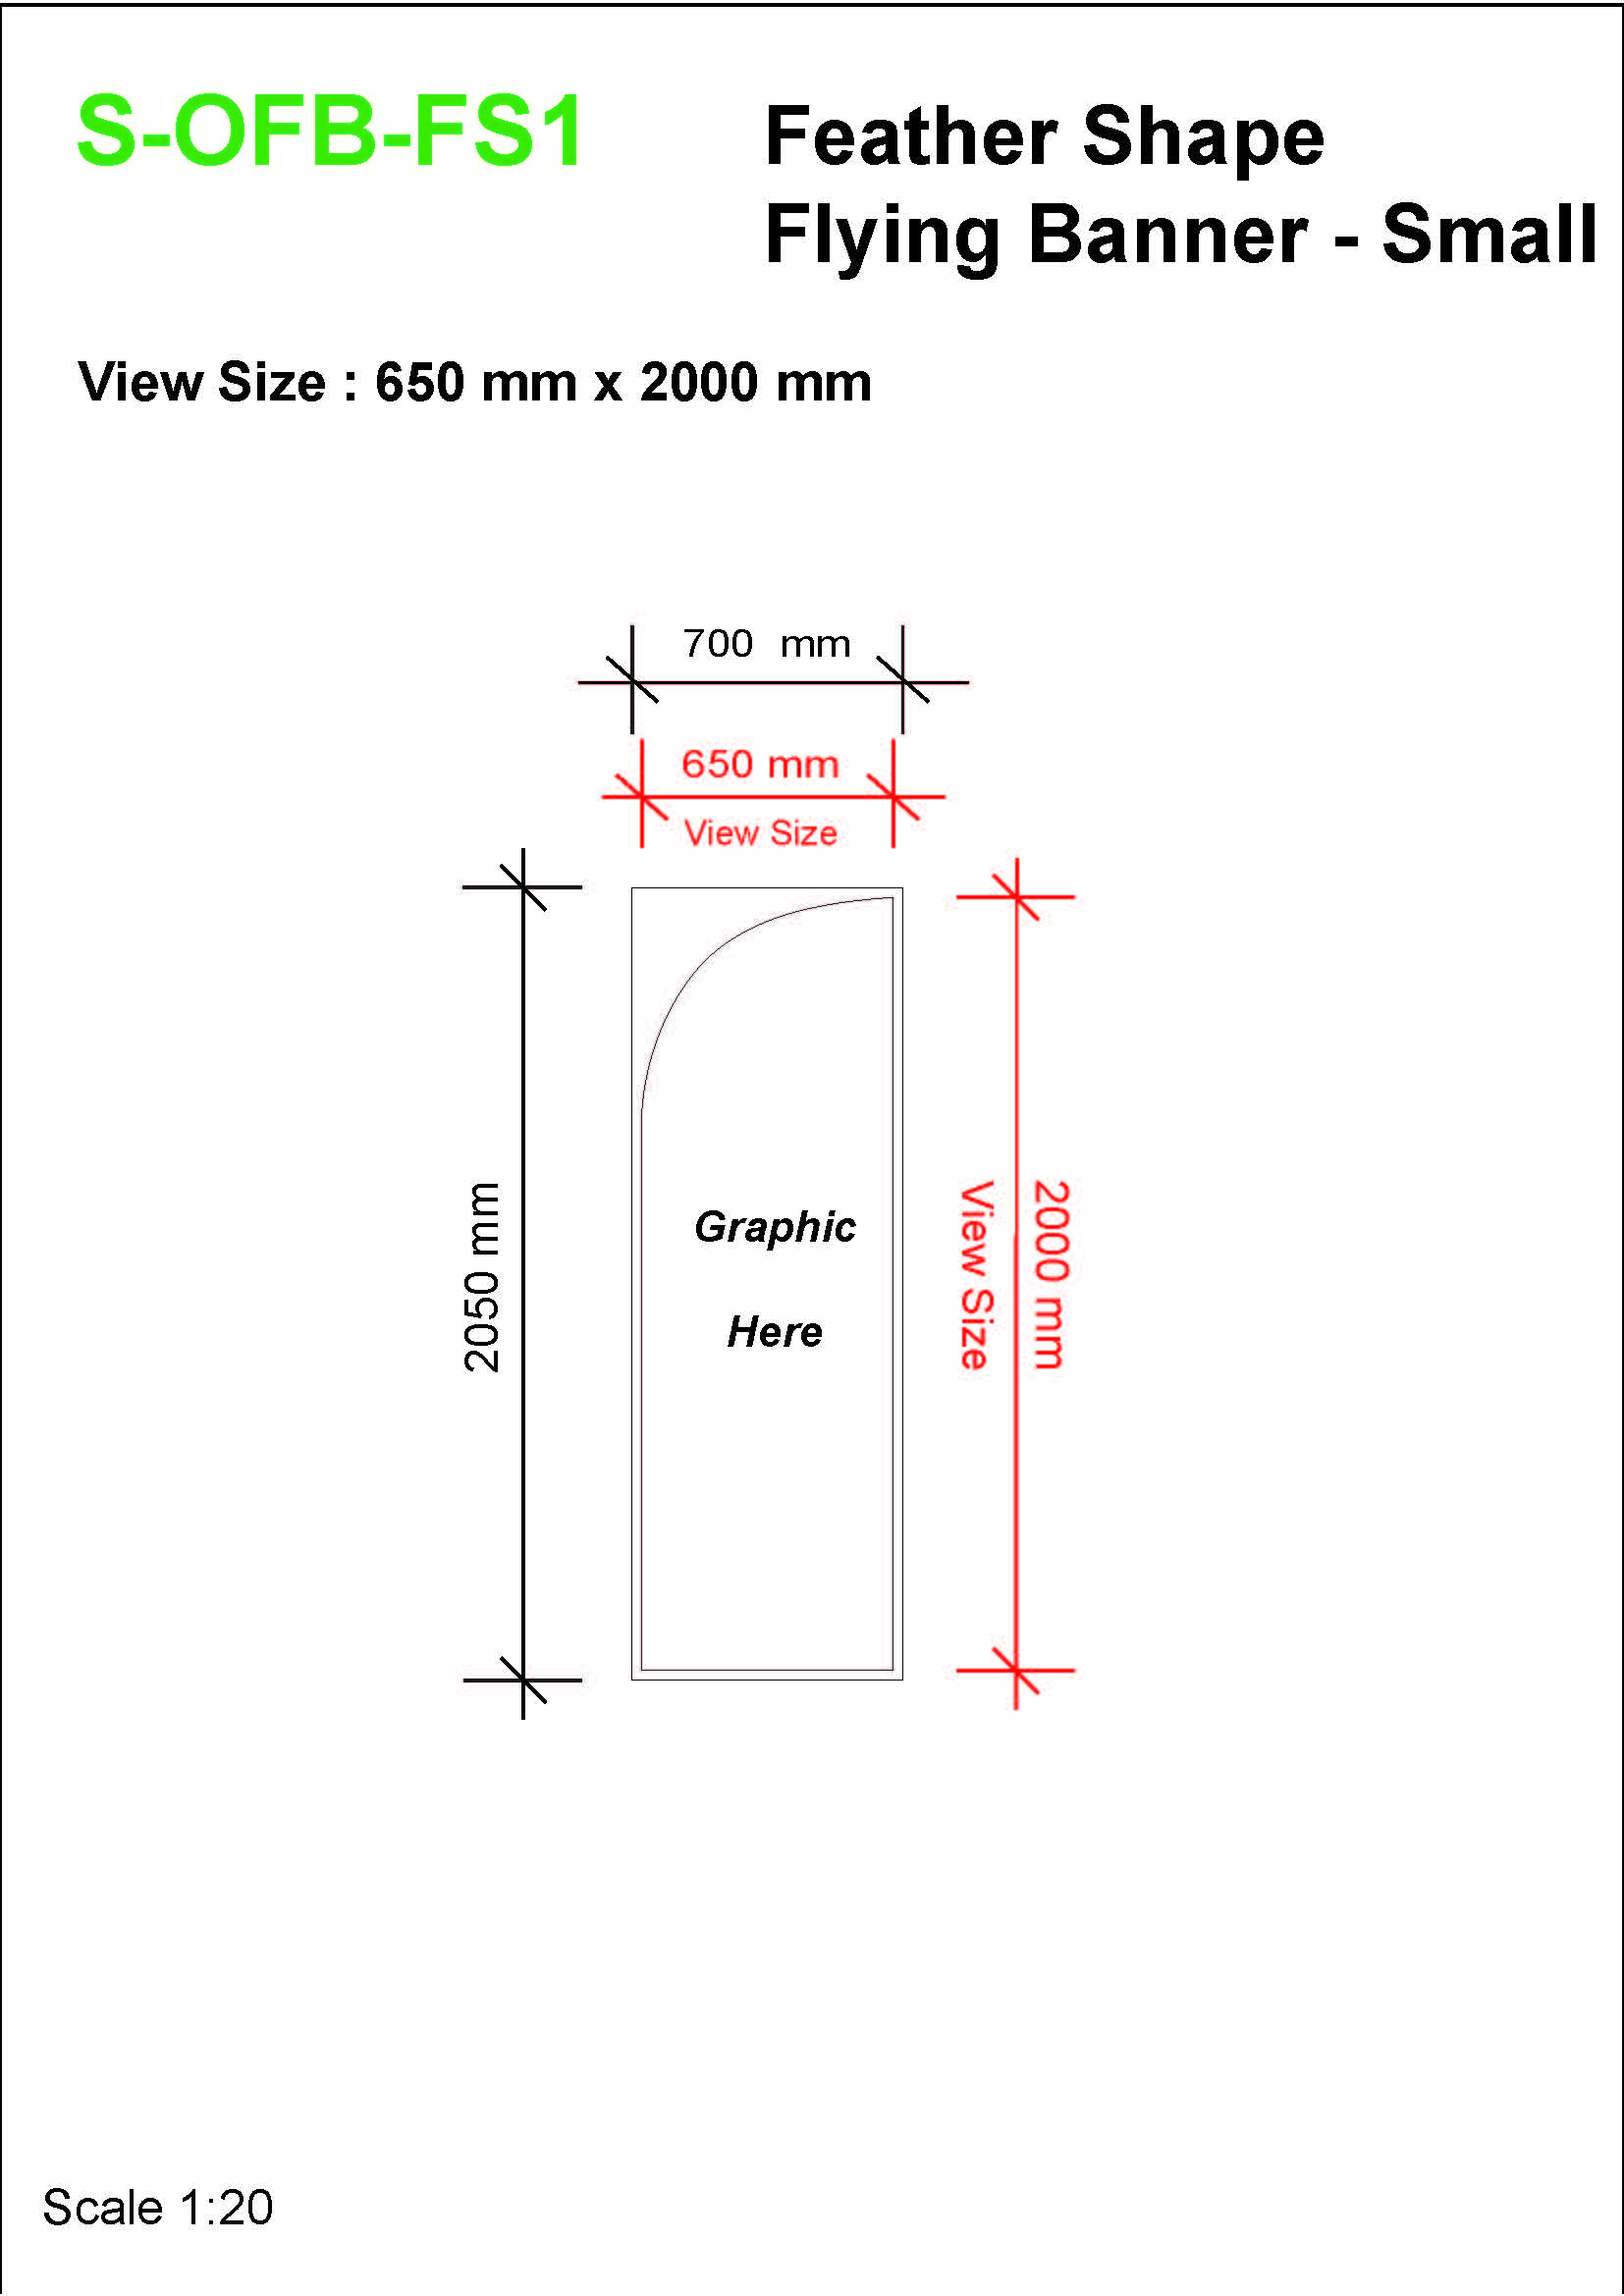 S-OFB-FS1
Feather Shape
Flying Banner - Small
View Size : 650 mm x 2000 mm
700 mm
650 mm
View Size
2050 mm
Graphic
Here
2000 mm
View Size
Scale 1:20